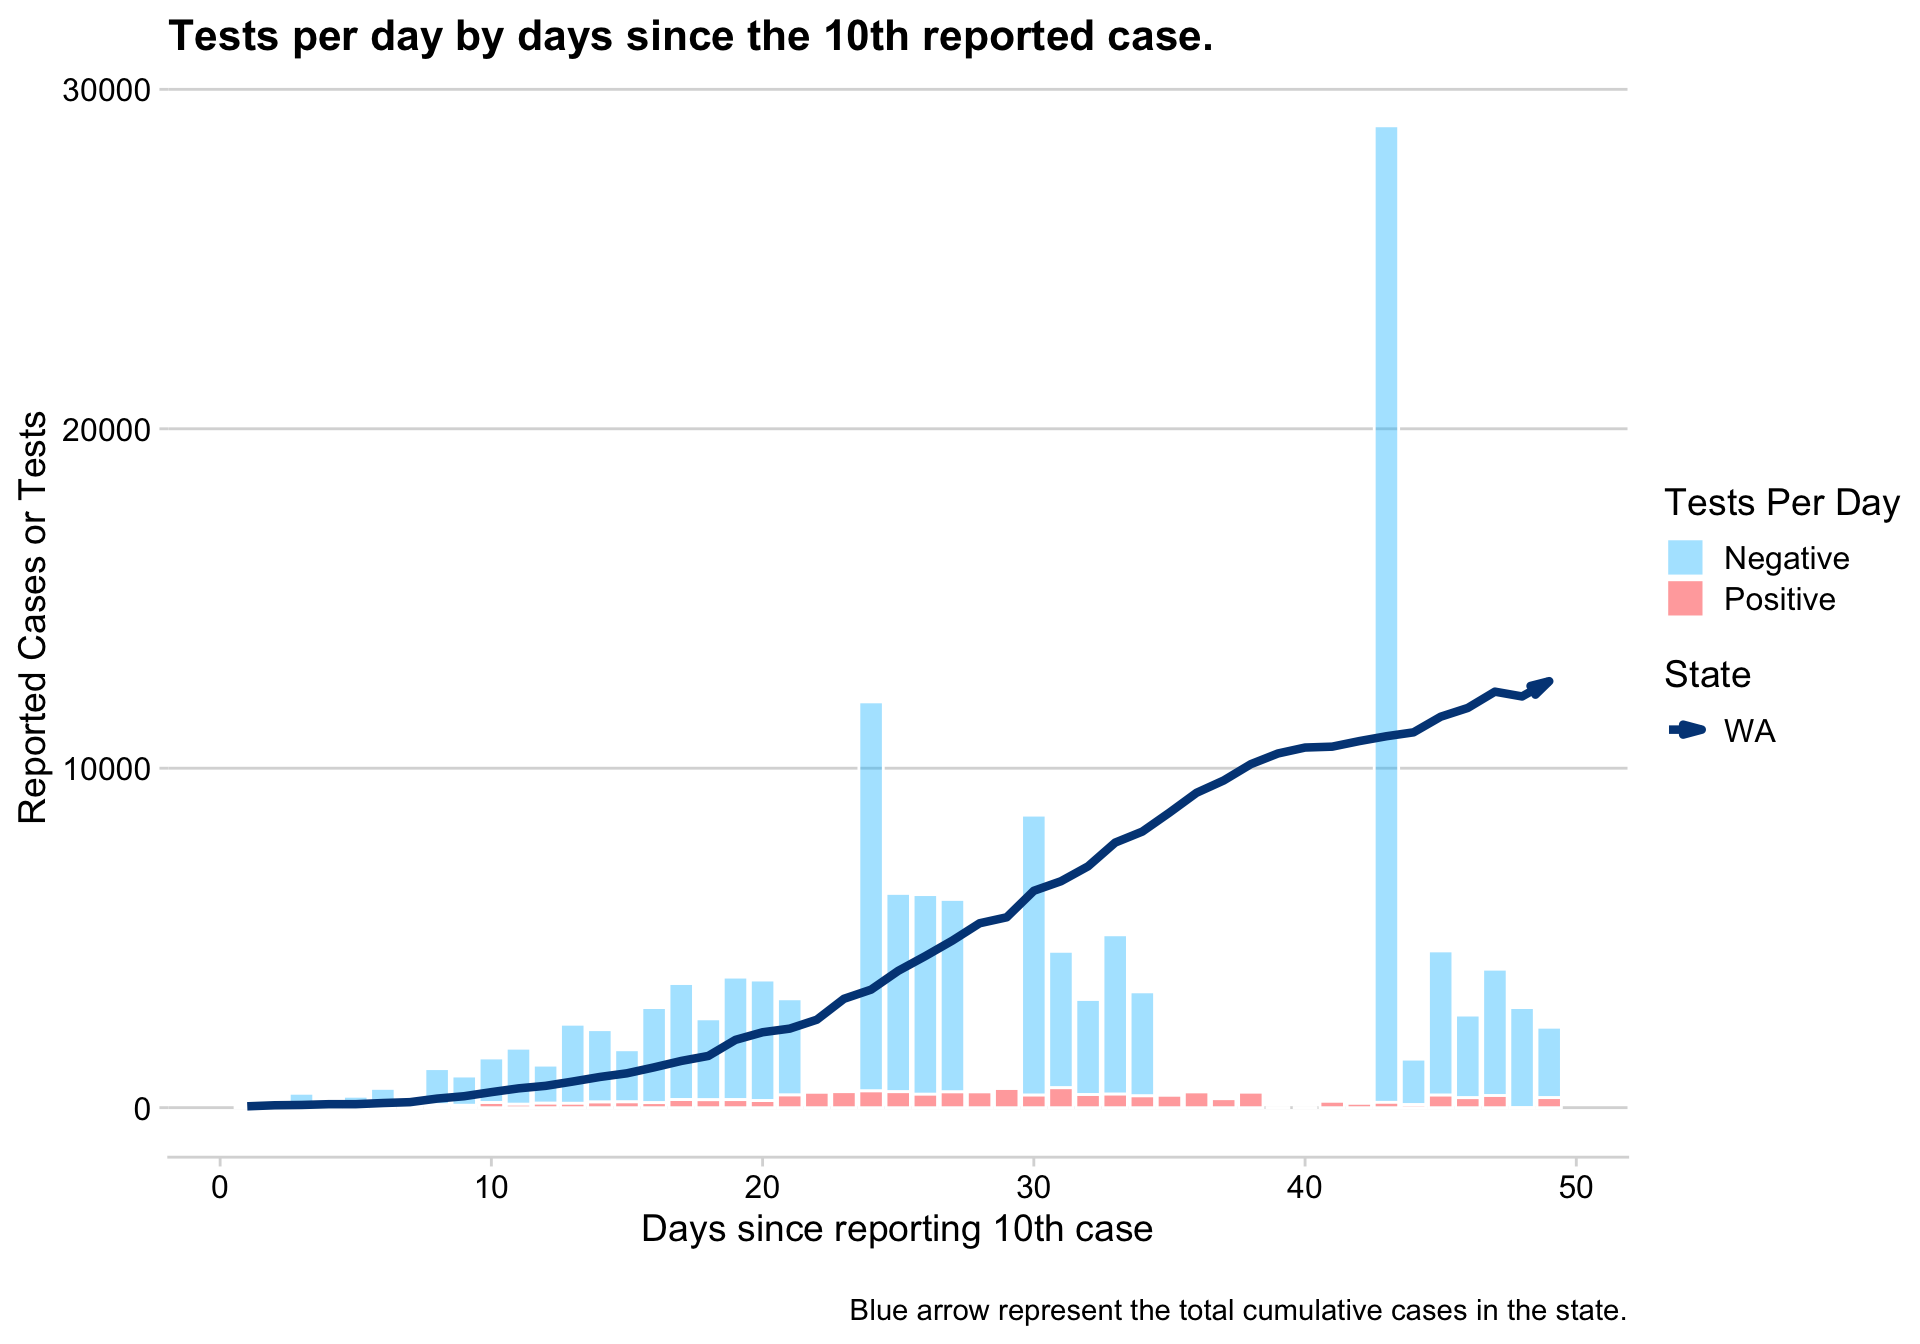 Tests per day by days since the 10th reported case.
30000
20000
10000
0
Reported Cases or Tests
0 10 20 30 40 50
Days since reporting 10th case
Tests Per Day
Negative
Positive
State
WA
Blue arrow represent the total cumulative cases in the state.